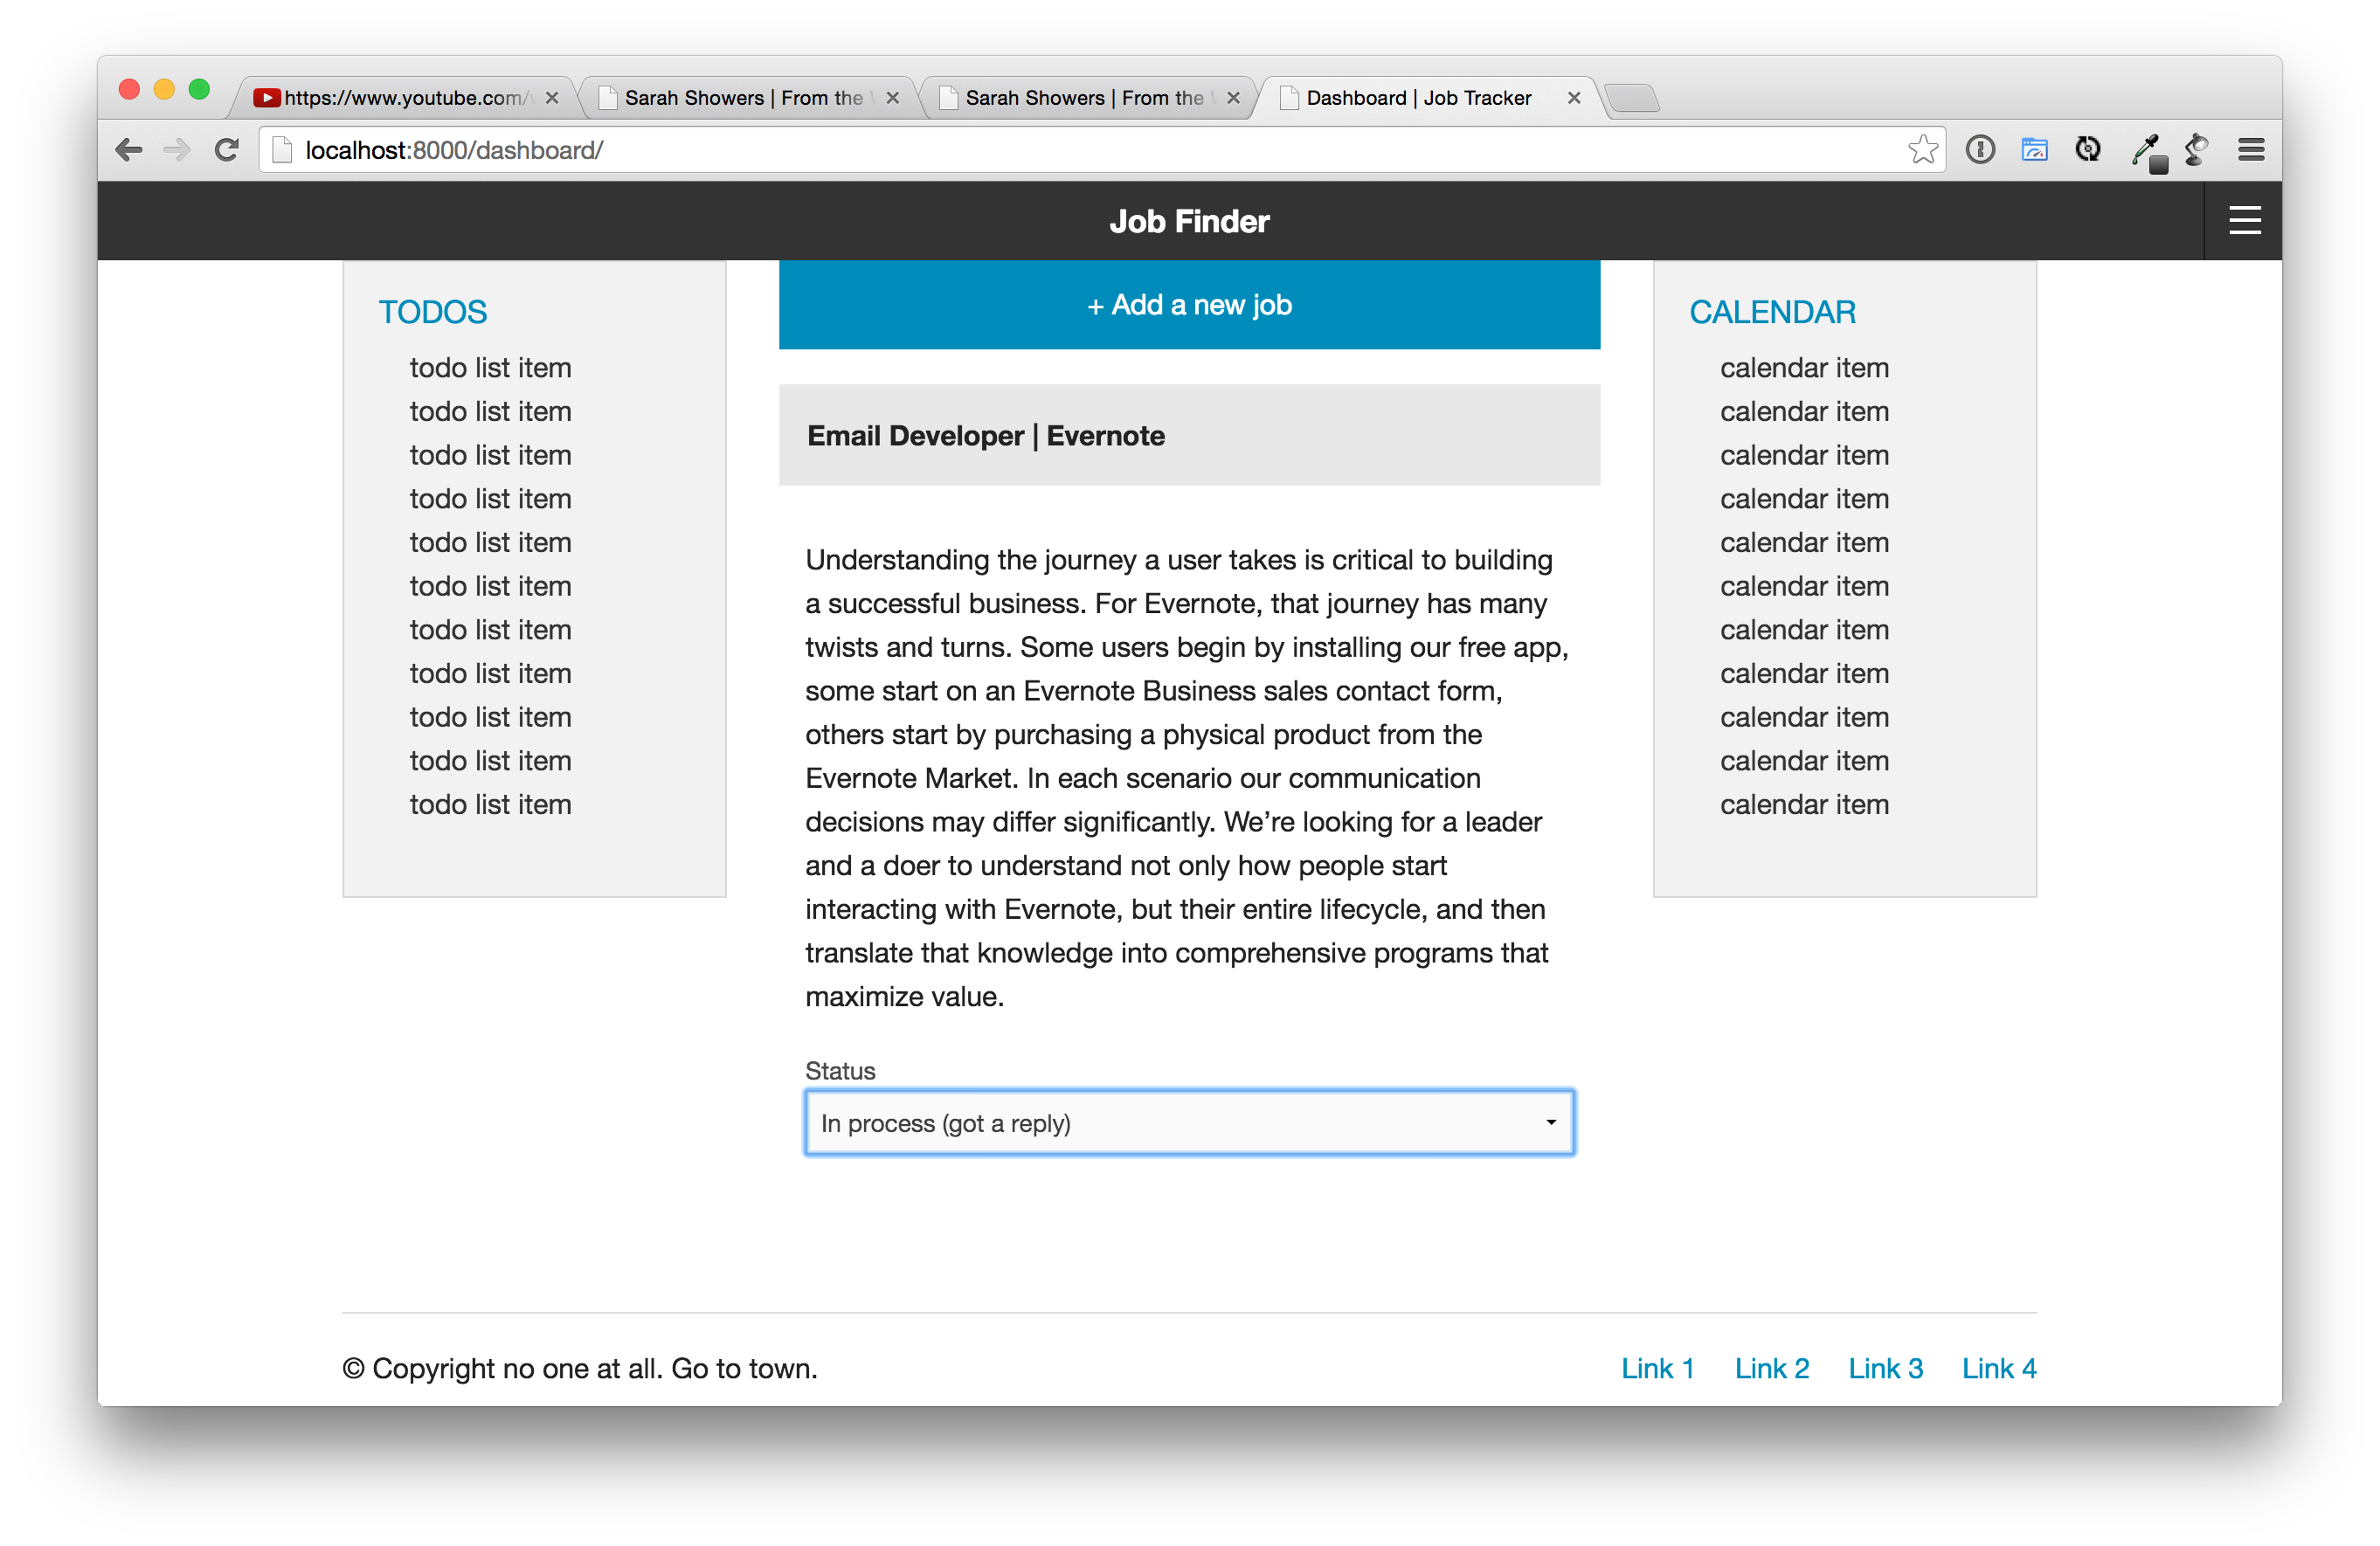 https://www.youtube.com/
Sarah Showers | From the
Sarah Showers | From the
Dashboard | Job Tracker
localhost:8000/dashboard/
Job Finder
TODOS
todo list item
todo list item
todo list item
todo list item
todo list item
todo list item
todo list item
todo list item
todo list item
todo list item
todo list item
+ Add a new job
Email Developer | Evernote
Understanding the journey a user takes is critical to building
a successful business. For Evernote, that journey has many
twists and turns. Some users begin by installing our free app,
some start on an Evernote Business sales contact form,
others start by purchasing a physical product from the
Evernote Market. In each scenario our communication
decisions may differ significantly. We’re looking for a leader
and a doer to understand not only how people start
interacting with Evernote, but their entire lifecycle, and then
translate that knowledge into comprehensive programs that
maximize value.
Status
In process (got a reply)
CALENDAR
calendar item
calendar item
calendar item
calendar item
calendar item
calendar item
calendar item
calendar item
calendar item
calendar item
calendar item
© Copyright no one at all. Go to town.
Link 1
Link 2
Link 3
Link 4